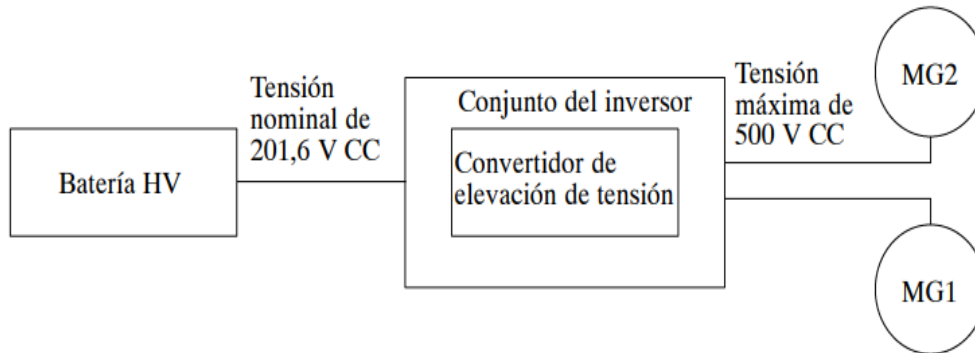 Batería HV
Tensión
nominal de
201,6 V CC
Conjunto del inversor
Convertidor de
elevación de tensión
Tensión
máxima de
500 V CC
MG2
MG1